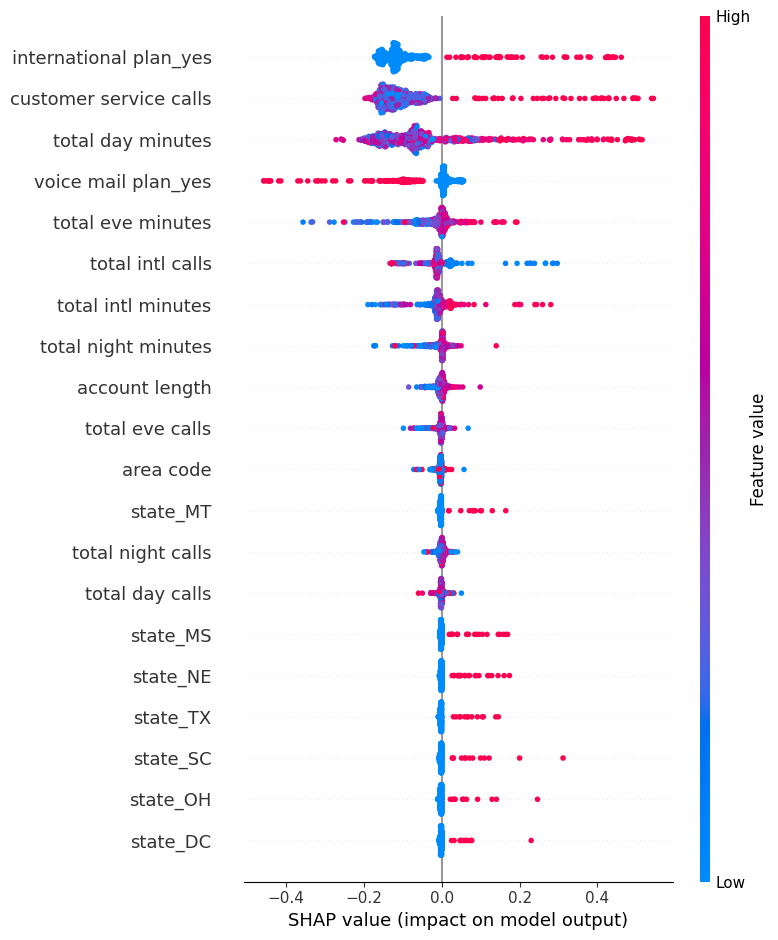 High
international plan_yes
customer service calls
total day minutes
voice mail plan_yes
total eve minutes
total intl calls
total intl minutes
total night minutes
account length
total eve calls
area code
state_MT
total night calls
total day calls
state_MS
state_NE
state_TX
state_SC
state_OH
state_DC
Feature value
Low
−0.4 −0.2 0.0 0.2 0.4
SHAP value (impact on model output)